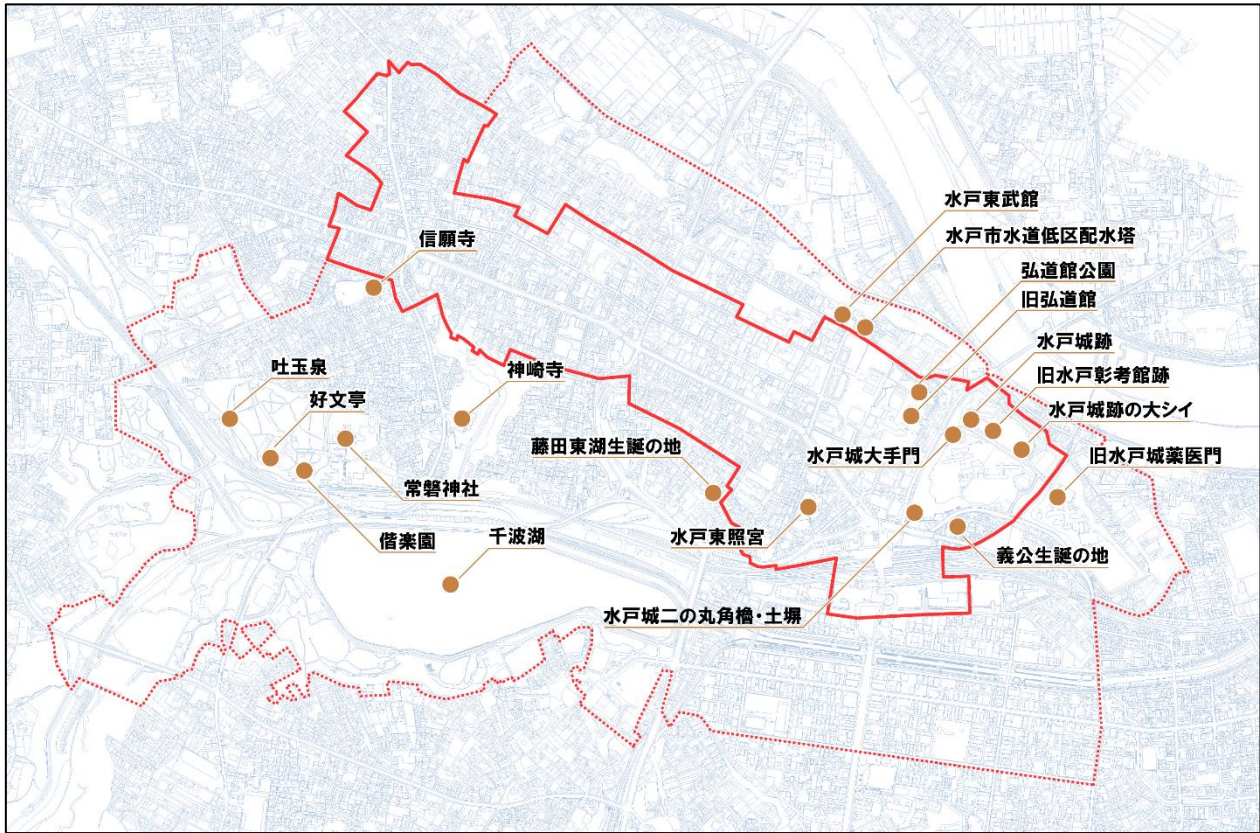 水戸東武館
水戸市水道低区配水塔
信願寺
弘道館公園
旧弘道館
水戸城跡
吐玉泉
神崎寺
旧水戸彰考館跡
好文亭
水戸城跡の大シイ
藤田東湖生誕の地
水戸城大手門
旧水戸城薬医門
常磐神社
偕楽園
千波湖
水戸東照宮
義公生誕の地
水戸城二の丸角櫓・土塀